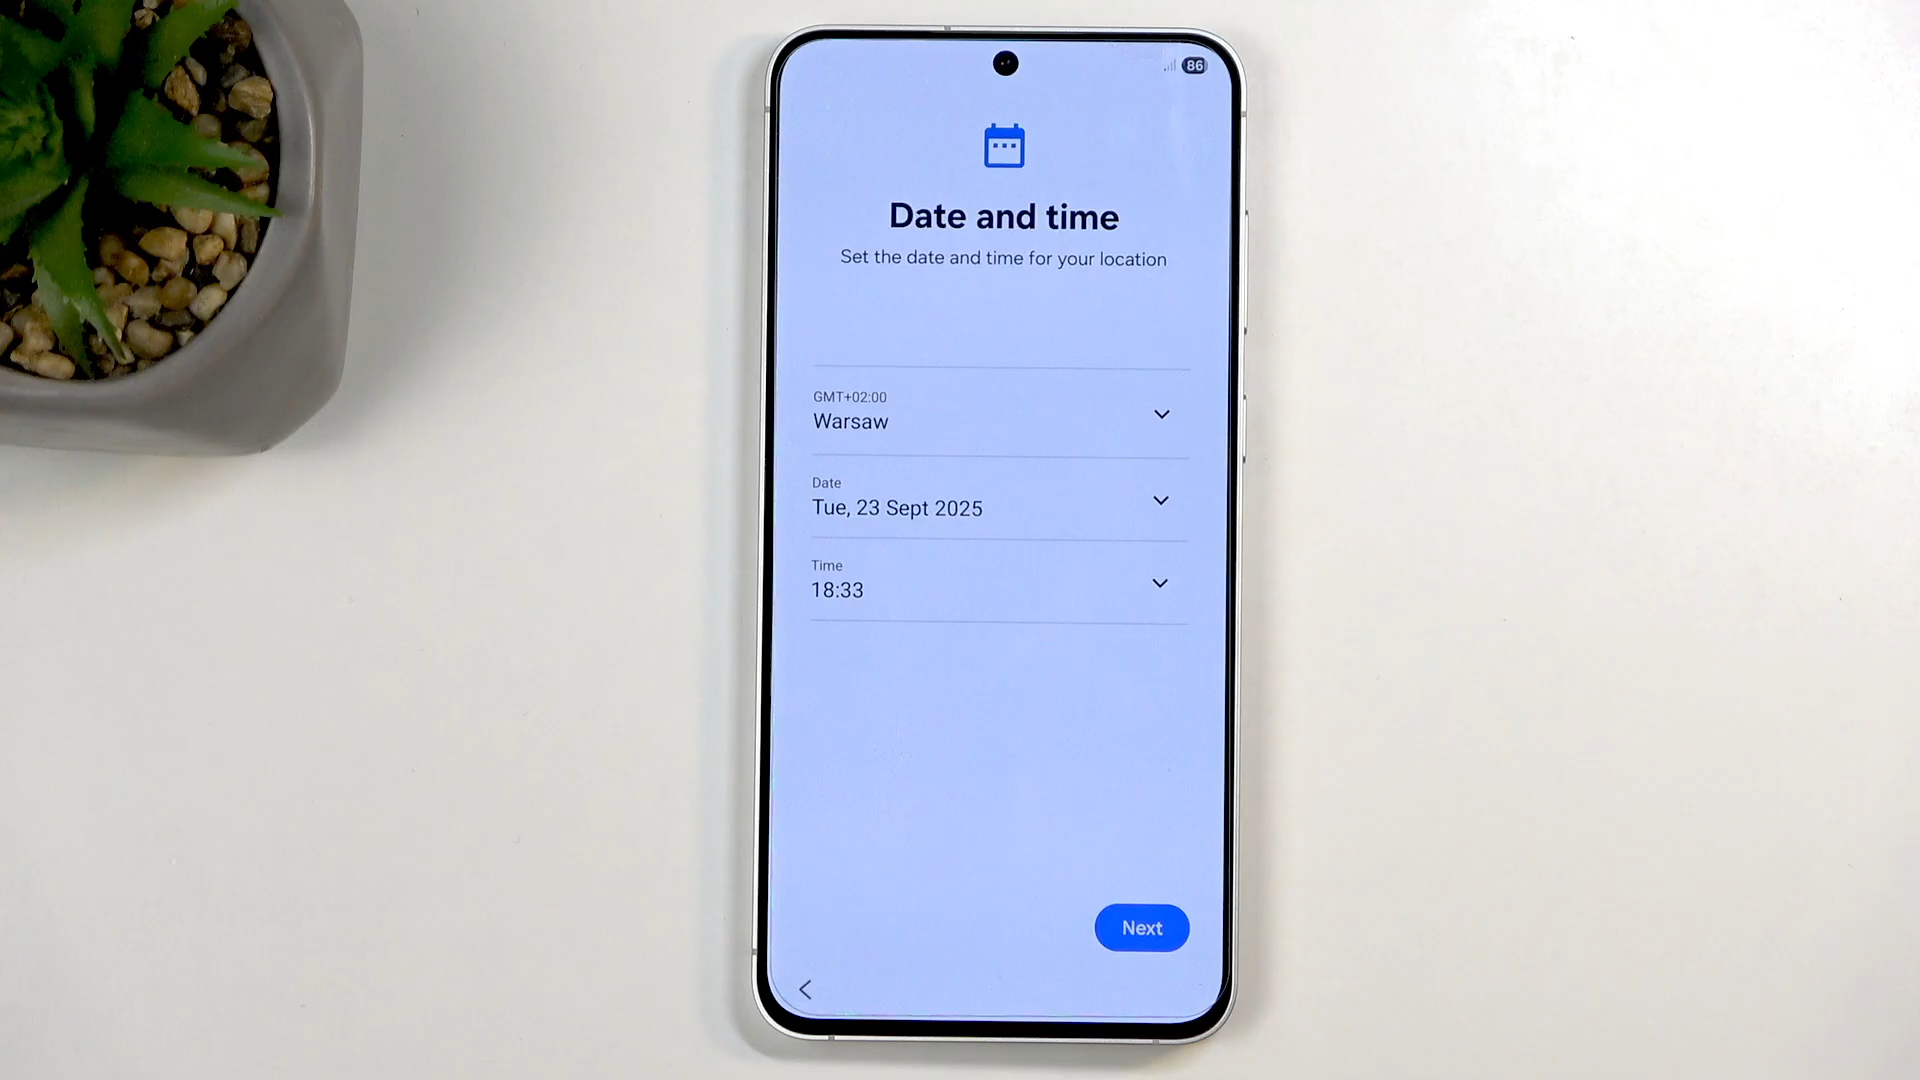 86
Date and time
Set the date and time for your location
GMT+02:00
Warsaw
Date
Tue, 23 Sept 2025
Time
18:33
Next